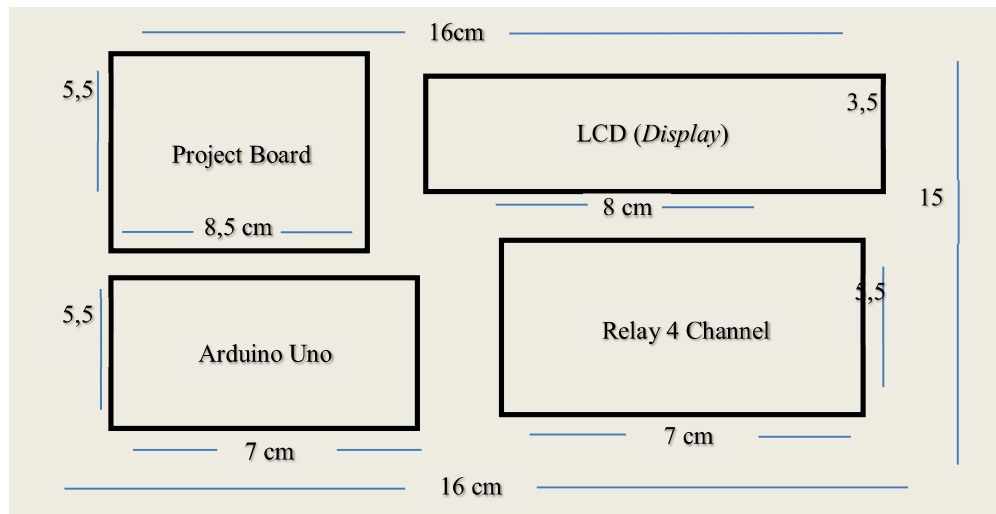 16cm
5,5
3,5
LCD (Display)
Project Board
15
8 cm
8,5 cm
5,5
5,5
Relay 4 Channel
Arduino Uno
7 cm
7 cm
16 cm